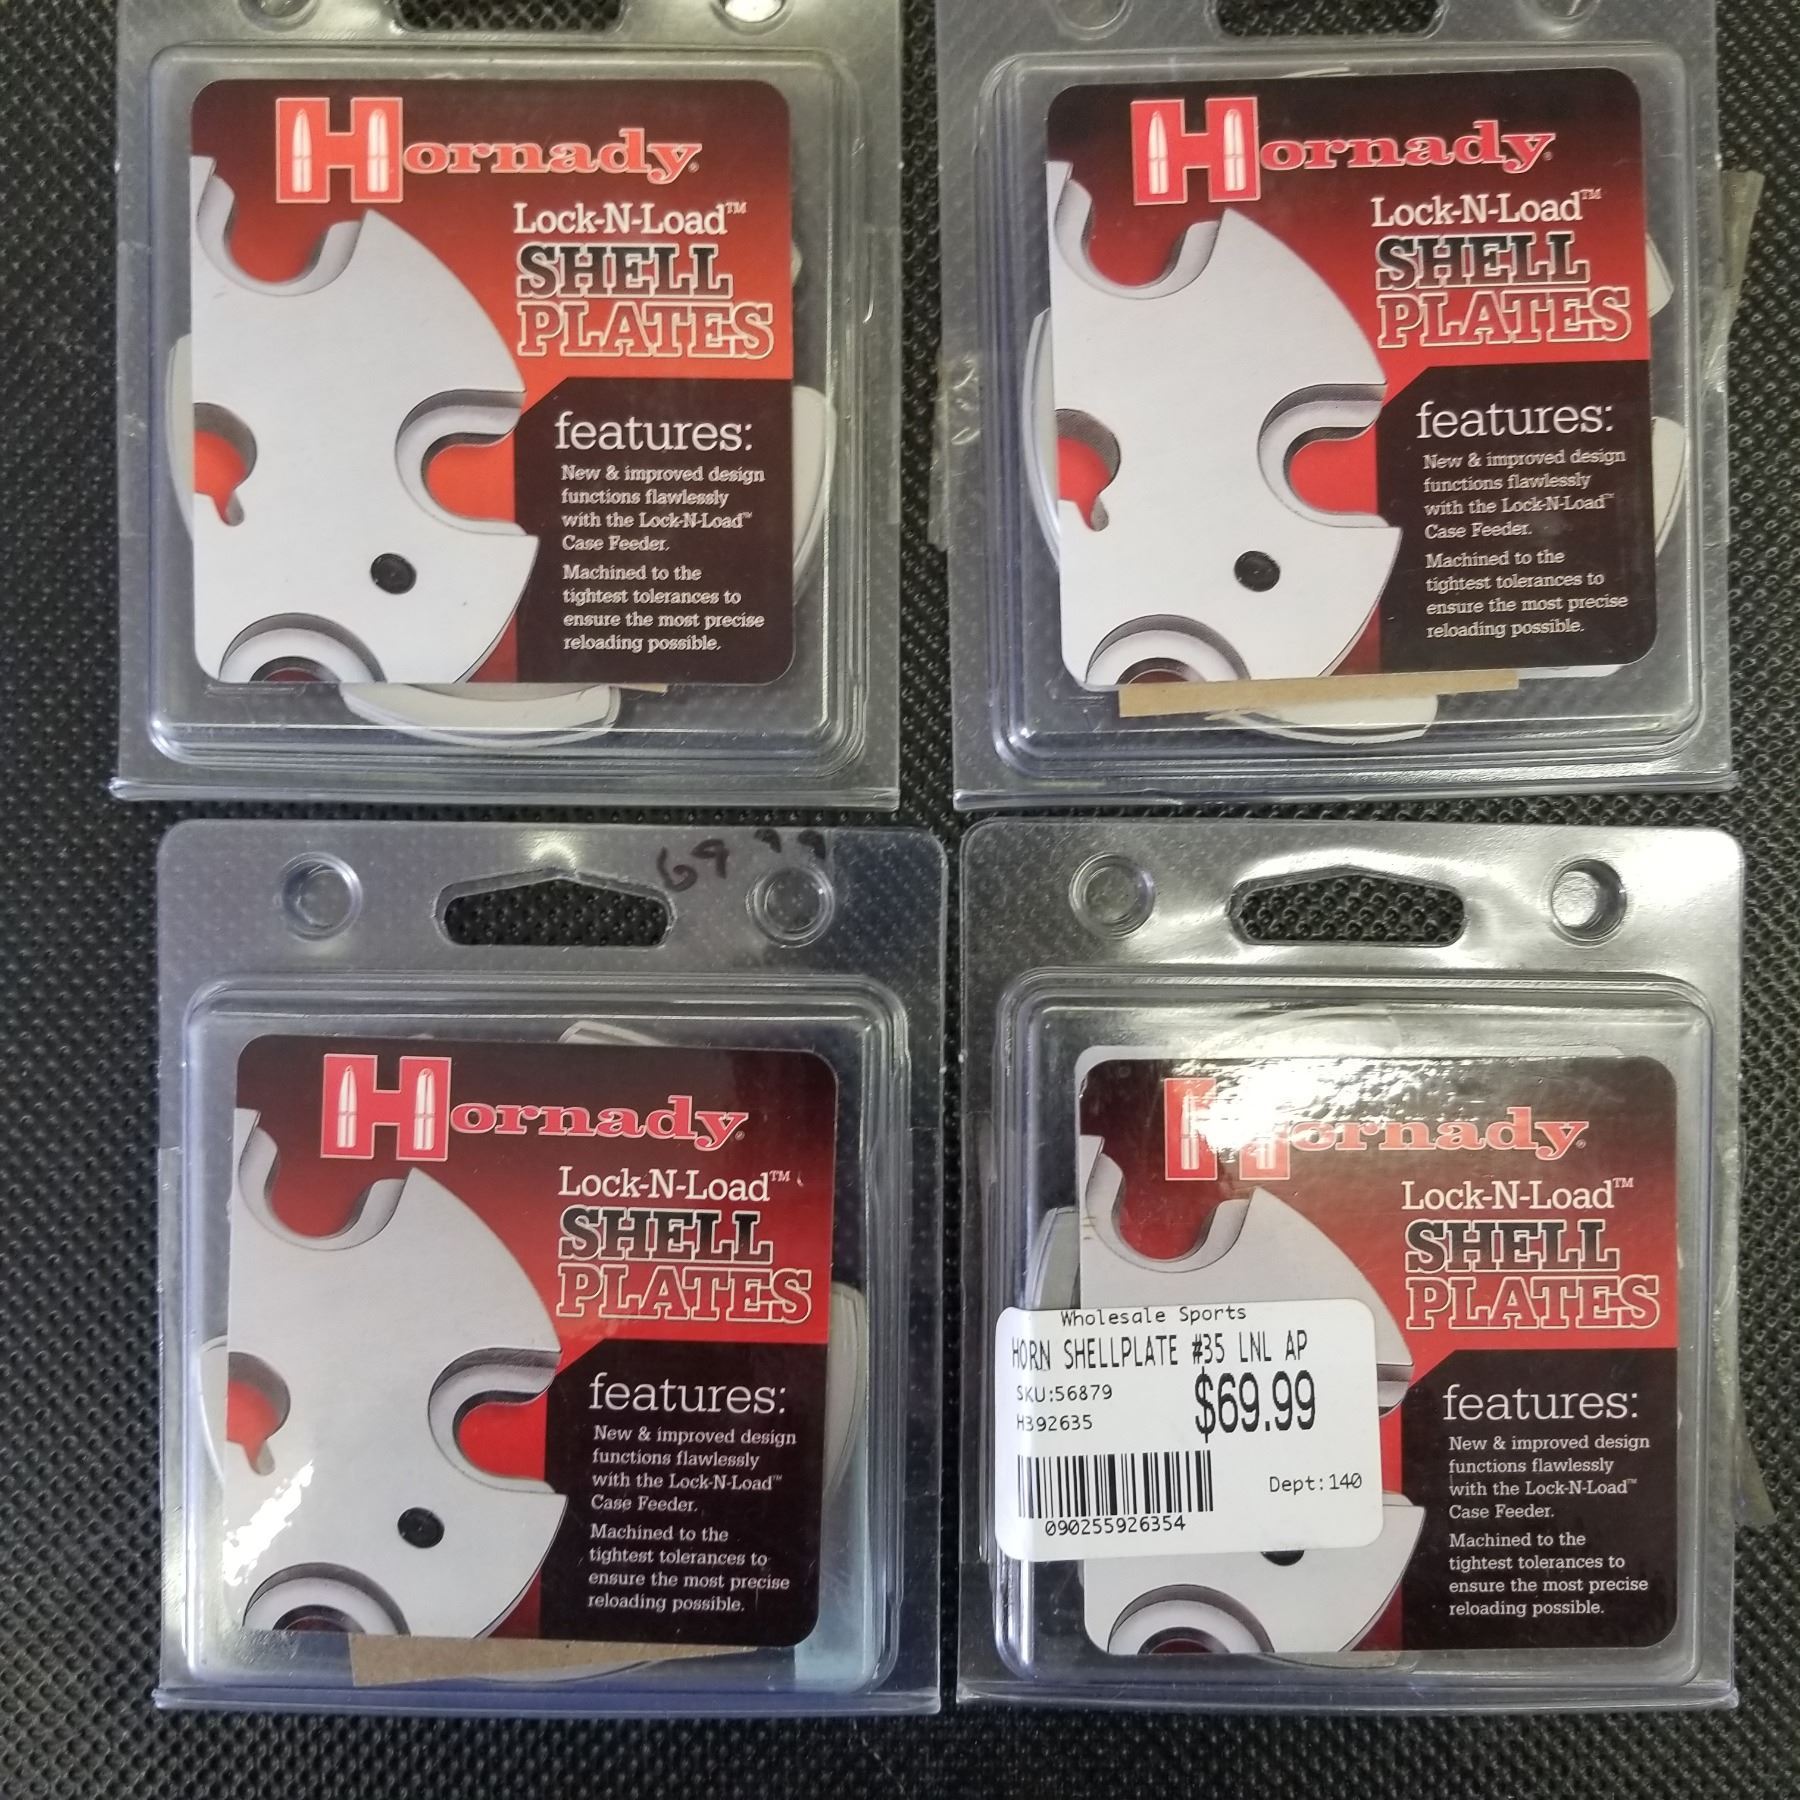 Hornady®
Lock-N-Load™
SHELL
PLATES
features:
New & improved design
functions flawlessly
with the Lock-N-Load™
Case Feeder.
Machined to the
tightest tolerances to
ensure the most precise
reloading possible.
Hornady®
Lock-N-Load™
SHELL
PLATES
features:
New & improved design
functions flawlessly
with the Lock-N-Load™
Case Feeder.
Machined to the
tightest tolerances to
ensure the most precise
reloading possible.
69 99
Hornady®
Lock-N-Load™
SHELL
PLATES
features:
New & improved design
functions flawlessly
with the Lock-N-Load™
Case Feeder.
Machined to the
tightest tolerances to
ensure the most precise
reloading possible.
Hornady®
Lock-N-Load™
SHELL
PLATES
Wholesale Sports
HORN SHELLPLATE #35 LNL AP
SKU:56879
$69.99
H392635
Dept:140
090255926354
features:
New & improved design
functions flawlessly
with the Lock-N-Load™
Case Feeder.
Machined to the
tightest tolerances to
ensure the most precise
reloading possible.